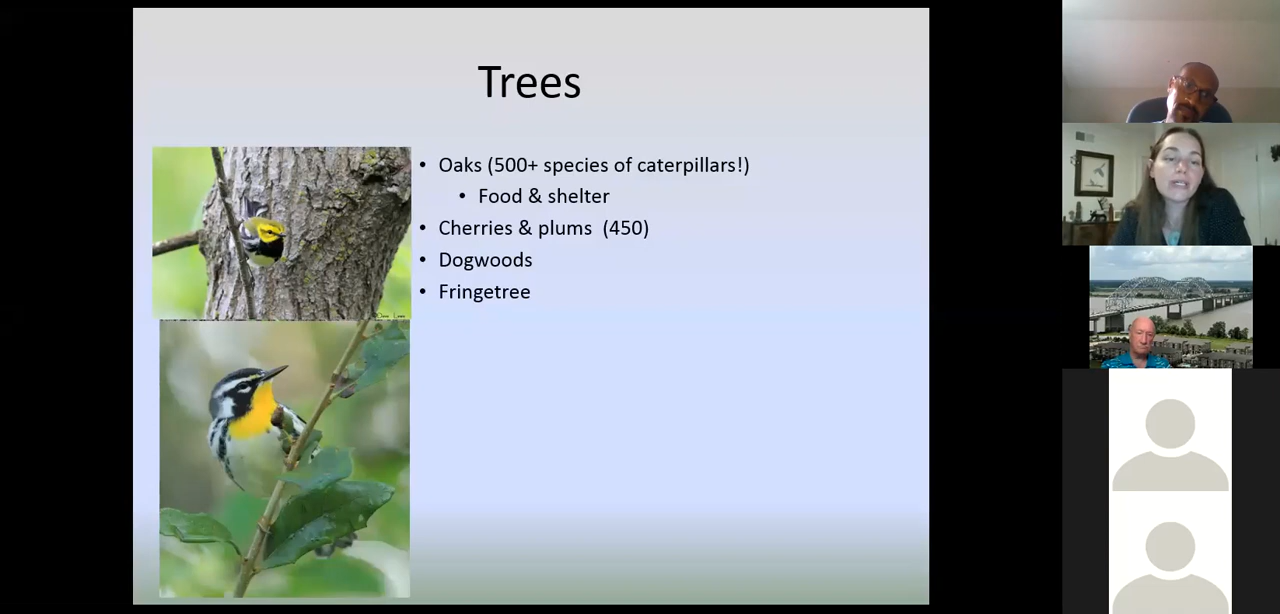 Trees
• Oaks (500+ species of caterpillars!)
• Food & shelter
• Cherries & plums (450)
• Dogwoods
• Fringetree